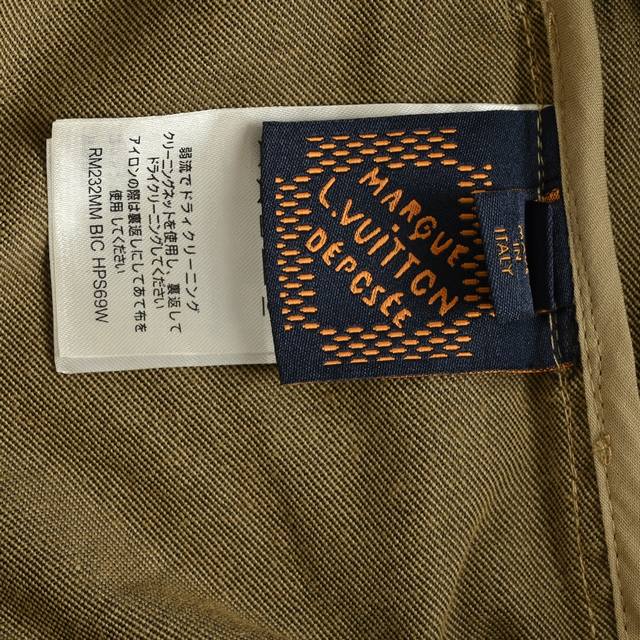 弱流でドライクリーニング
クリーニングネットを使用し、裏返して
ドライクリーニングしてください
アイロンの際は裏返しにしてあて布を
使用してください
RM232MM BIC HPS69W
MARQUE
L.VUITTON
DÉPOSÉE
ITALY